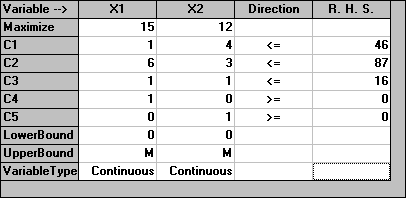 Variable --> X1 X2 Direction R. H. S.
Maximize 15 12
C1 1 4 <= 46
C2 6 3 <= 87
C3 1 1 <= 16
C4 1 0 >= 0
C5 0 1 >= 0
LowerBound 0 0
UpperBound M M
VariableType Continuous Continuous